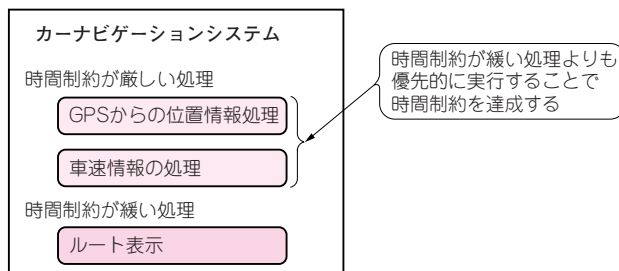 カーナビゲーションシステム
時間制約が厳しい処理
GPSからの位置情報処理
車速情報の処理
時間制約が緩い処理
ルート表示
時間制約が緩い処理よりも
優先的に実行することで
時間制約を達成する